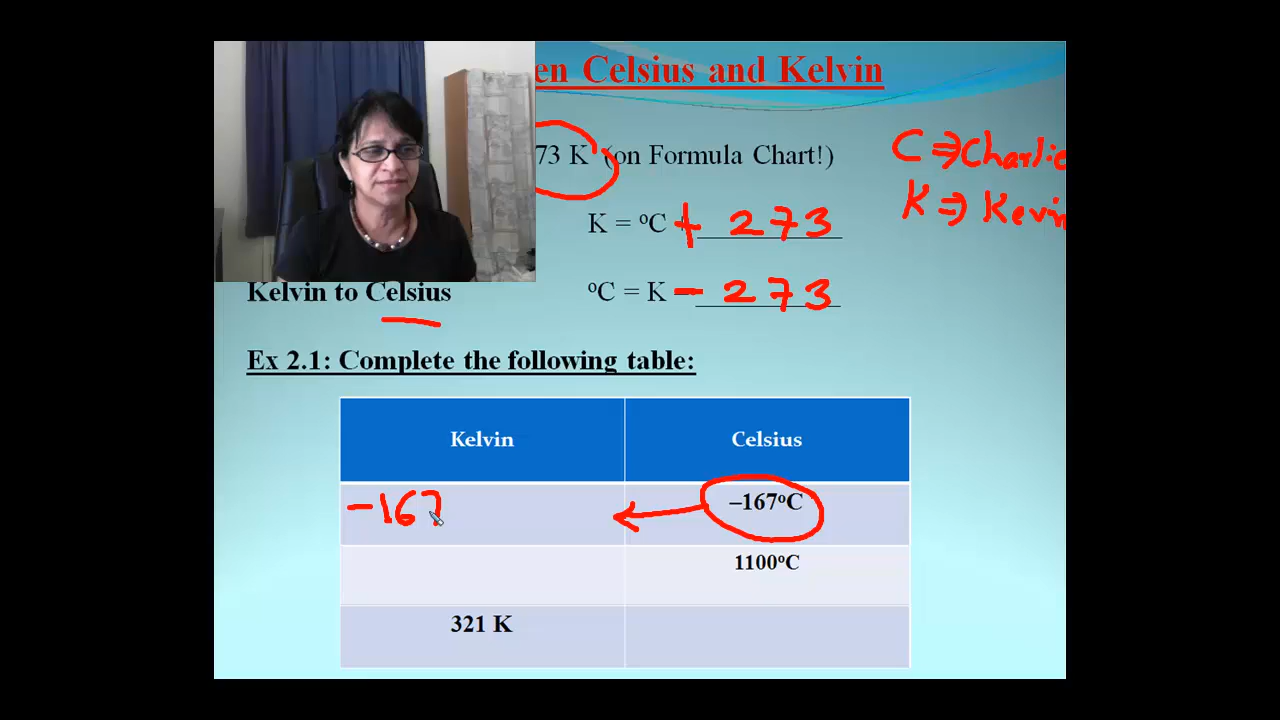 en Celsius and Kelvin
73 K (on Formula Chart!)
C ⇒ Charlie
K = ºC + 273
K ⇒ Kevin
Kelvin to Celsius
ºC = K – 273
Ex 2.1: Complete the following table:
Kelvin Celsius
–167 –167ºC
1100ºC
321 K